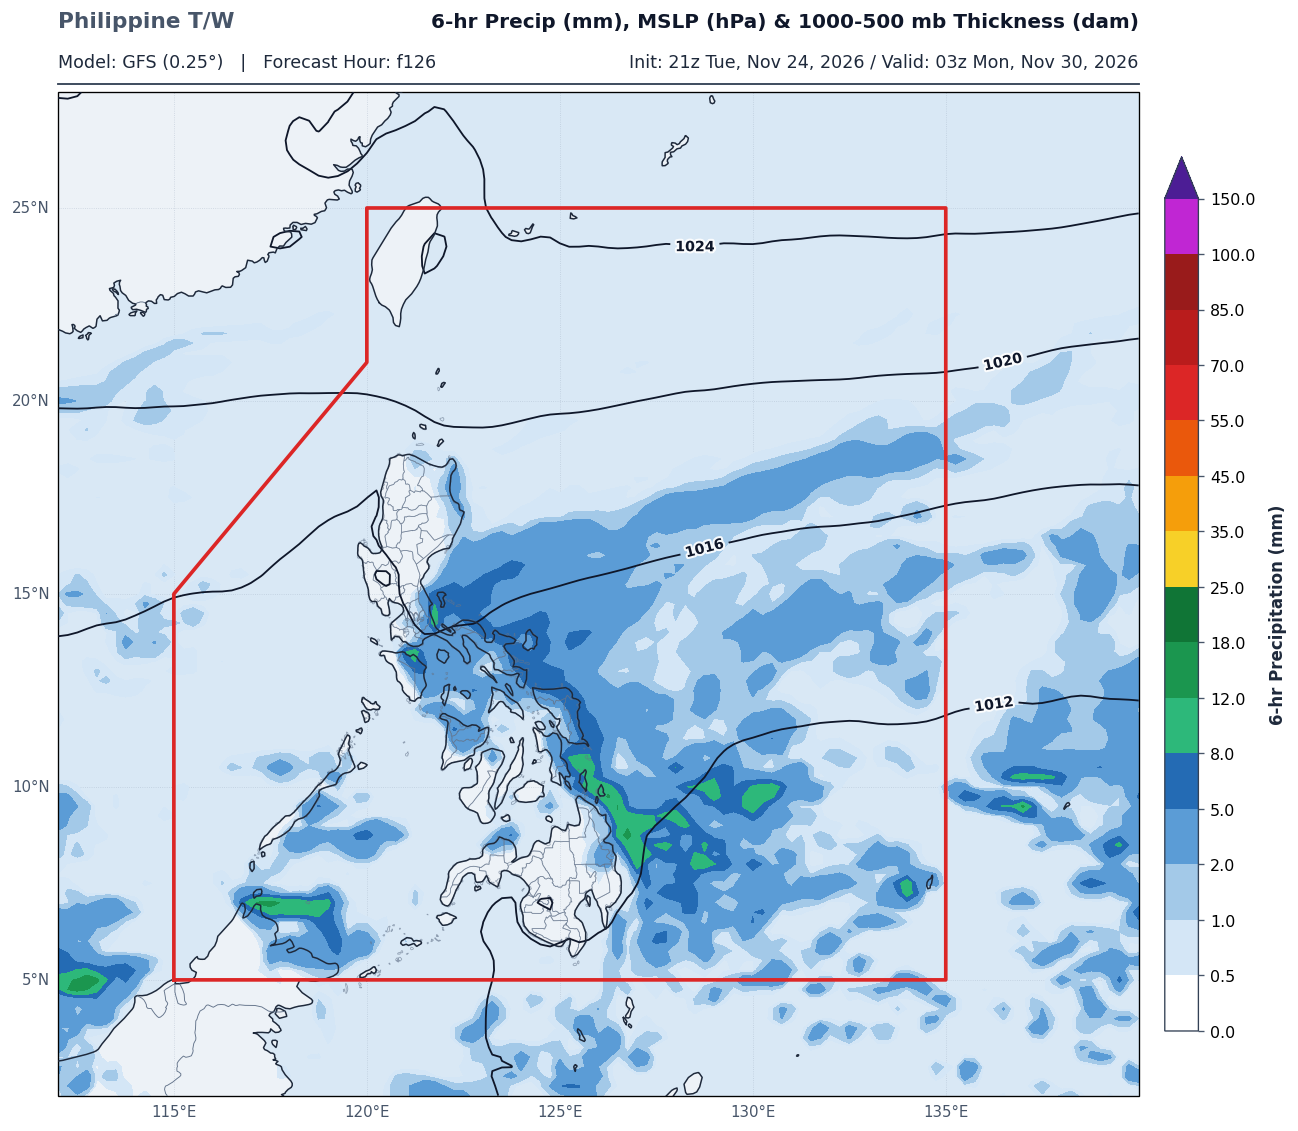 Philippine T/W
6-hr Precip (mm), MSLP (hPa) & 1000-500 mb Thickness (dam)
Model: GFS (0.25°)   |   Forecast Hour: f126
Init: 21z Tue, Nov 24, 2026 / Valid: 03z Mon, Nov 30, 2026
25°N
20°N
15°N
10°N
5°N
1024
1020
1016
1012
115°E
120°E
125°E
130°E
135°E
150.0
100.0
85.0
70.0
55.0
45.0
35.0
25.0
18.0
12.0
8.0
5.0
2.0
1.0
0.5
0.0
6-hr Precipitation (mm)